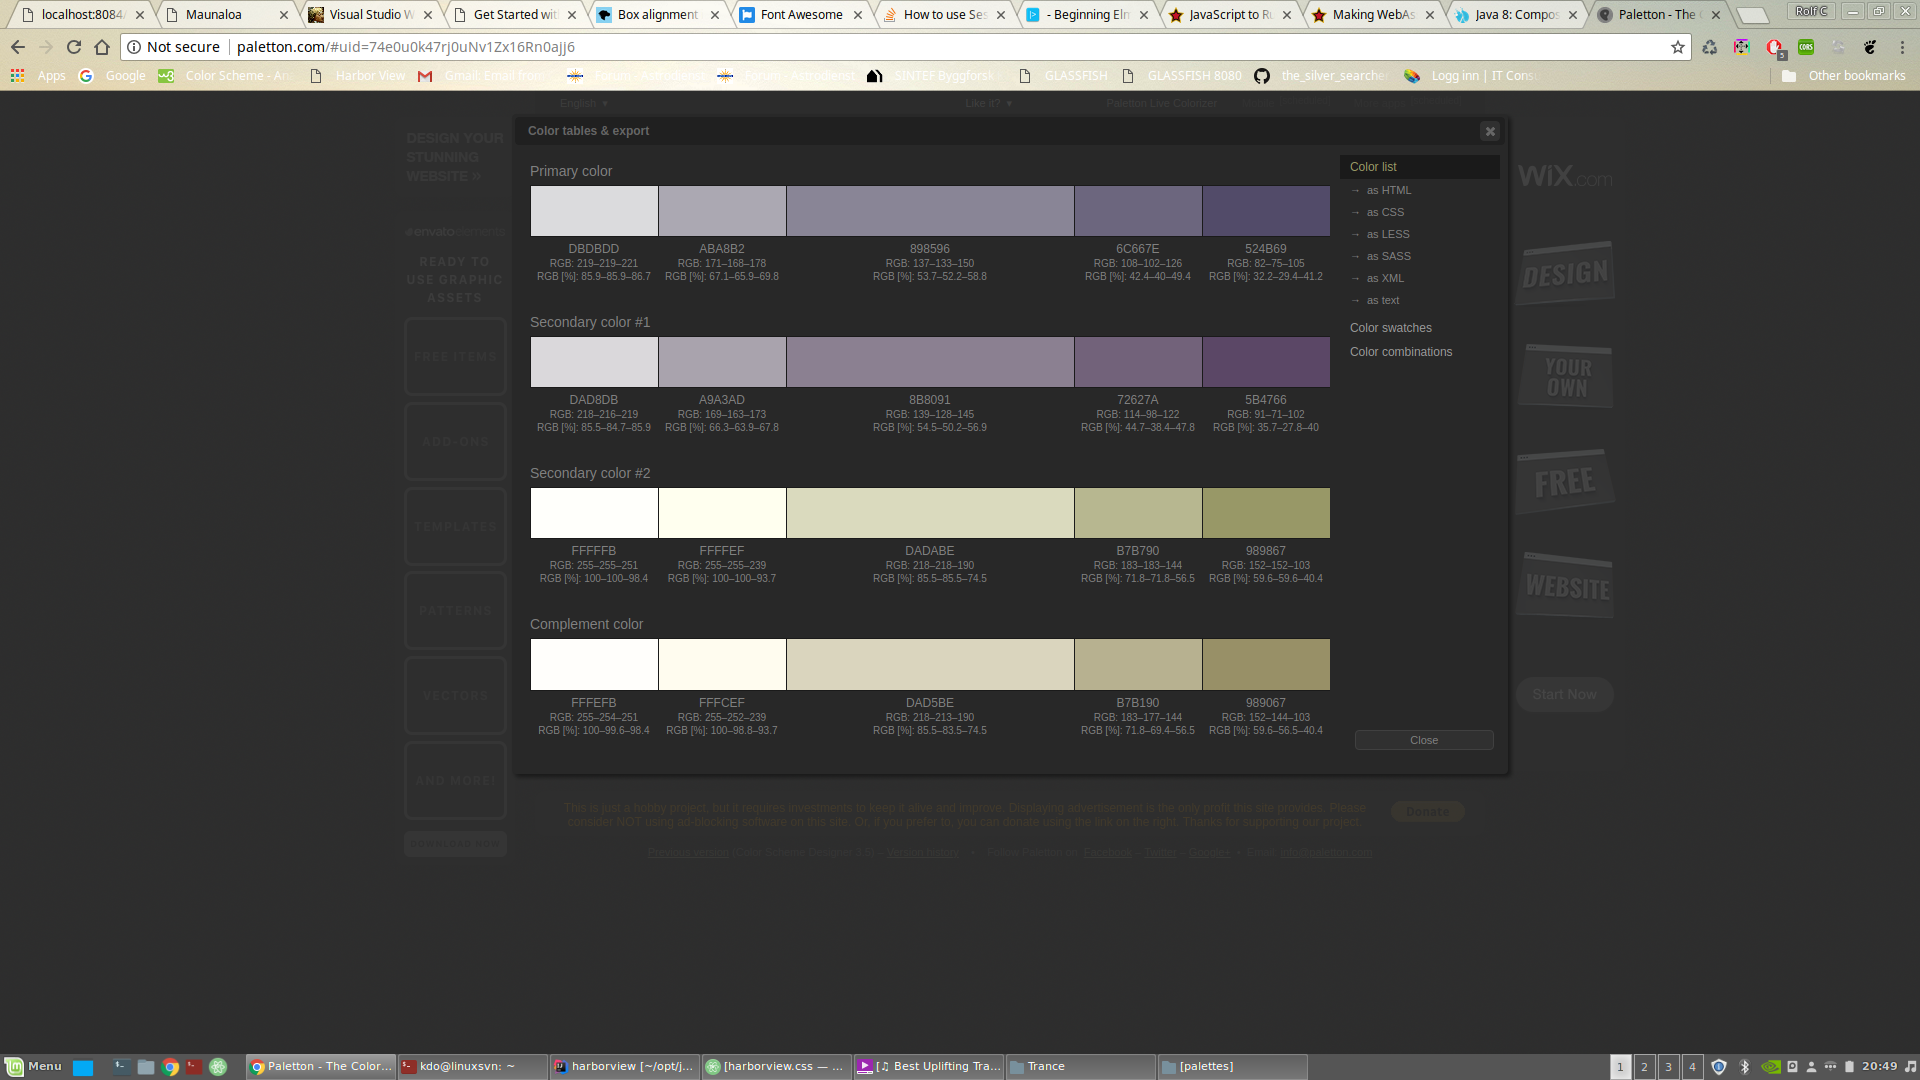 localhost:8084
Maunaloa
Visual Studio W
Get Started wit
Box alignment
Font Awesome
How to use Ses
- Beginning Elm
JavaScript to Ru
Making WebAs
Java 8: Compos
Paletton - The C
Rolf C
Not secure
paletton.com/#uid=74e0u0k47rj0uNv1Zx16Rn0ajJ6
Apps
Google
Color Scheme - An
Harbor View
Gmail: Email from
Forum - Astrodienst
SINTEF Byggforsk
GLASSFISH
GLASSFISH 8080
the_silver_searche
Logg inn | IT Consu
Other bookmarks
English ▼
Like it? ▼
Paletton Live Colorizer
DESIGN YOUR
STUNNING
WEBSITE »
envato elements
READY TO
USE GRAPHIC
ASSETS
FREE ITEMS
ADD-ONS
TEMPLATES
PATTERNS
VECTORS
AND MORE!
DOWNLOAD NOW
Color tables & export
Primary color
DBDBDD
RGB: 219–219–221
RGB [%]: 85.9–85.9–86.7
ABA8B2
RGB: 171–168–178
RGB [%]: 67.1–65.9–69.8
898596
RGB: 137–133–150
RGB [%]: 53.7–52.2–58.8
6C667E
RGB: 108–102–126
RGB [%]: 42.4–40–49.4
524B69
RGB: 82–75–105
RGB [%]: 32.2–29.4–41.2
Secondary color #1
DAD8DB
RGB: 218–216–219
RGB [%]: 85.5–84.7–85.9
A9A3AD
RGB: 169–163–173
RGB [%]: 66.3–63.9–67.8
8B8091
RGB: 139–128–145
RGB [%]: 54.5–50.2–56.9
72627A
RGB: 114–98–122
RGB [%]: 44.7–38.4–47.8
5B4766
RGB: 91–71–102
RGB [%]: 35.7–27.8–40
Secondary color #2
FFFFFB
RGB: 255–255–251
RGB [%]: 100–100–98.4
FFFFEF
RGB: 255–255–239
RGB [%]: 100–100–93.7
DADABE
RGB: 218–218–190
RGB [%]: 85.5–85.5–74.5
B7B790
RGB: 183–183–144
RGB [%]: 71.8–71.8–56.5
989867
RGB: 152–152–103
RGB [%]: 59.6–59.6–40.4
Complement color
FFFEFB
RGB: 255–254–251
RGB [%]: 100–99.6–98.4
FFFCEF
RGB: 255–252–239
RGB [%]: 100–98.8–93.7
DAD5BE
RGB: 218–213–190
RGB [%]: 85.5–83.5–74.5
B7B190
RGB: 183–177–144
RGB [%]: 71.8–69.4–56.5
989067
RGB: 152–144–103
RGB [%]: 59.6–56.5–40.4
Color list
→ as HTML
→ as CSS
→ as LESS
→ as SASS
→ as XML
→ as text
Color swatches
Color combinations
Close
WiX.com
DESIGN
YOUR
OWN
FREE
WEBSITE
Start Now
This is just a hobby project, but it requires investments to keep it alive and improve. Displaying advertisement is the only profit this site provides. Please
consider NOT using ad-blocking software on this site. Or, if you prefer to, you can donate using the link on the right. Thanks for supporting our project.
Donate
Previous version (Color Scheme Designer 3.5) – Version history • Follow Paletton on: Facebook – Twitter – Google+ • Email: info@paletton.com
Menu
Paletton - The Color...
kdo@linuxsvn: ~
harborview [~/opt/j...
[harborview.css — ...
[♫ Best Uplifting Tra...
Trance
[palettes]
1
2
3
4
20:49